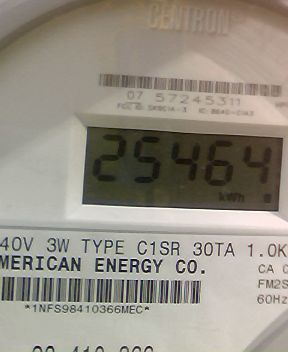 CENTRON
07 57245311
25464
kWh
40V 3W TYPE C1SR 30TA 1.0K
MERICAN ENERGY CO.
CA 0
FM2S
60Hz
*1NFS98410366MEC*